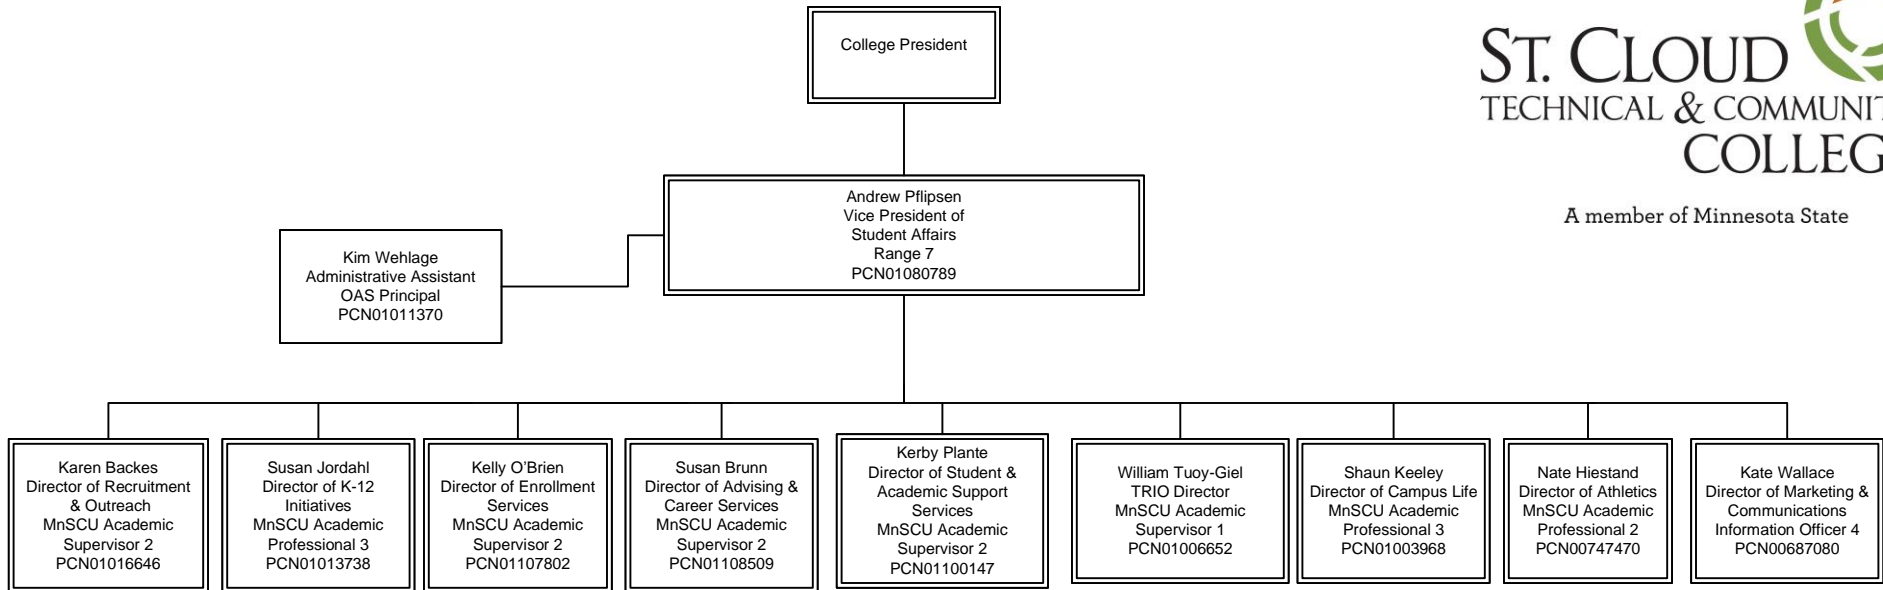 College President
ST. CLOUD
TECHNICAL & COMMUNIT
COLLEG
A member of Minnesota State
Andrew Pflipsen
Vice President of
Student Affairs
Range 7
PCN01080789
Kim Wehlage
Administrative Assistant
OAS Principal
PCN01011370
Karen Backes
Director of Recruitment
& Outreach
MnSCU Academic
Supervisor 2
PCN01016646
Susan Jordahl
Director of K-12
Initiatives
MnSCU Academic
Professional 3
PCN01013738
Kelly O'Brien
Director of Enrollment
Services
MnSCU Academic
Supervisor 2
PCN01107802
Susan Brunn
Director of Advising &
Career Services
MnSCU Academic
Supervisor 2
PCN01108509
Kerby Plante
Director of Student &
Academic Support
Services
MnSCU Academic
Supervisor 2
PCN01100147
William Tuoy-Giel
TRIO Director
MnSCU Academic
Supervisor 1
PCN01006652
Shaun Keeley
Director of Campus Life
MnSCU Academic
Professional 3
PCN01003968
Nate Hiestand
Director of Athletics
MnSCU Academic
Professional 2
PCN00747470
Kate Wallace
Director of Marketing &
Communications
Information Officer 4
PCN00687080